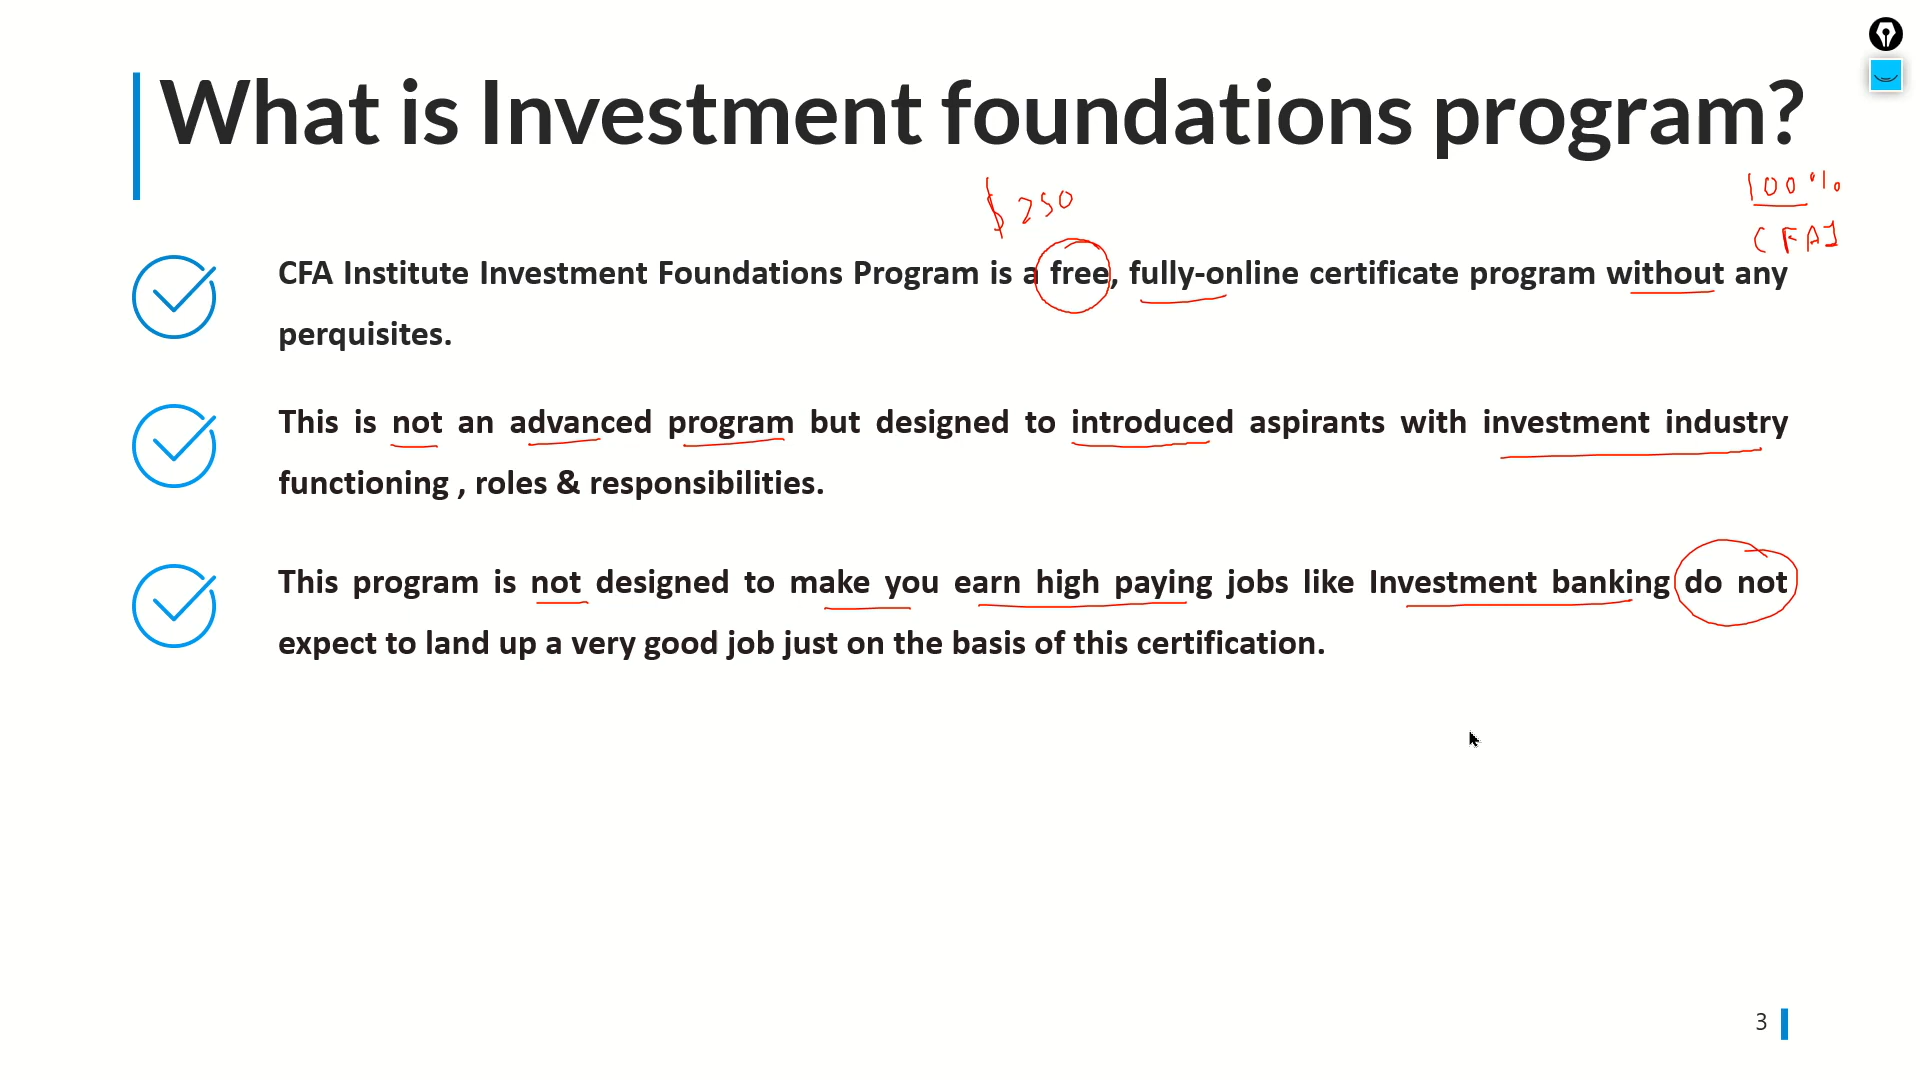 What is Investment foundations program?
$ 250
100%
CFAI
CFA Institute Investment Foundations Program is a free, fully-online certificate program without any
perquisites.
This is not an advanced program but designed to introduced aspirants with investment industry
functioning , roles & responsibilities.
This program is not designed to make you earn high paying jobs like Investment banking do not
expect to land up a very good job just on the basis of this certification.
3